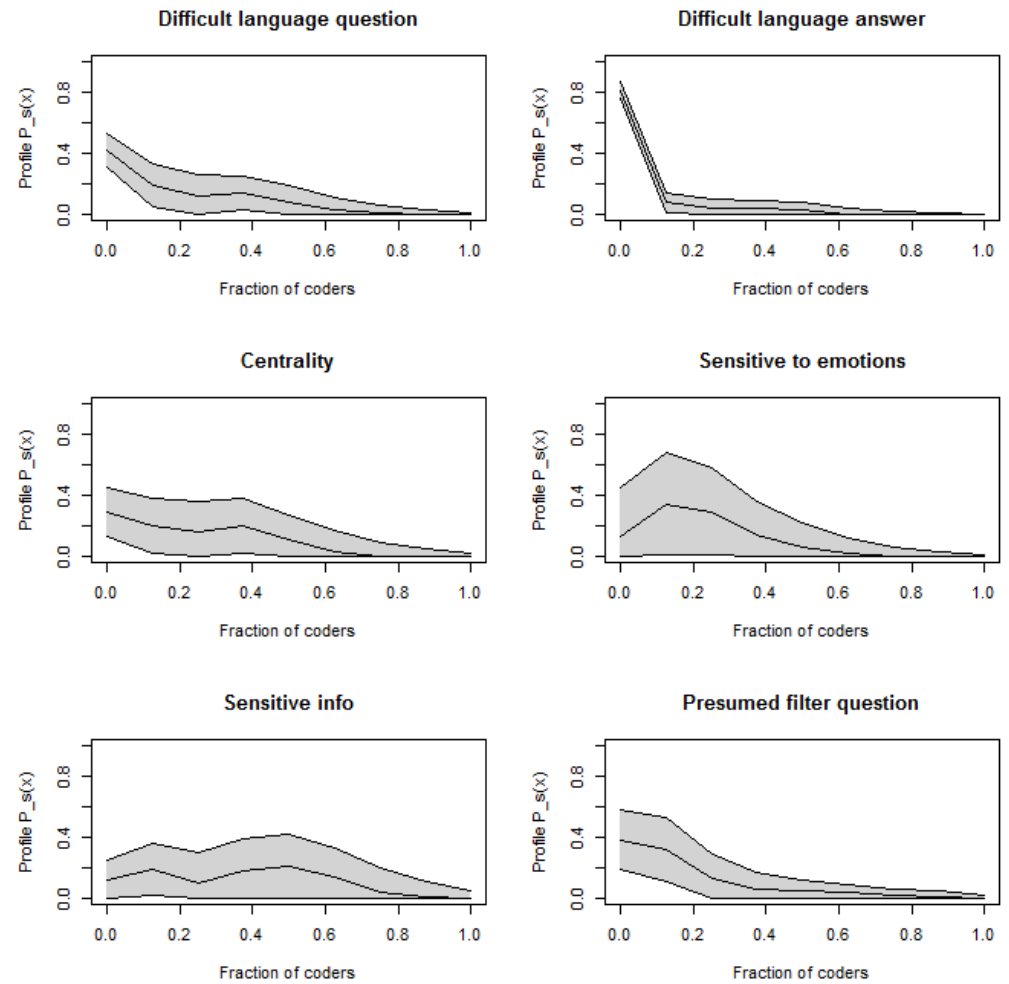 Difficult language question
Profile P_s(x)
0.0 0.4 0.8
0.0 0.2 0.4 0.6 0.8 1.0
Fraction of coders
Difficult language answer
Profile P_s(x)
0.0 0.4 0.8
0.0 0.2 0.4 0.6 0.8 1.0
Fraction of coders
Centrality
Profile P_s(x)
0.0 0.4 0.8
0.0 0.2 0.4 0.6 0.8 1.0
Fraction of coders
Sensitive to emotions
Profile P_s(x)
0.0 0.4 0.8
0.0 0.2 0.4 0.6 0.8 1.0
Fraction of coders
Sensitive info
Profile P_s(x)
0.0 0.4 0.8
0.0 0.2 0.4 0.6 0.8 1.0
Fraction of coders
Presumed filter question
Profile P_s(x)
0.0 0.4 0.8
0.0 0.2 0.4 0.6 0.8 1.0
Fraction of coders